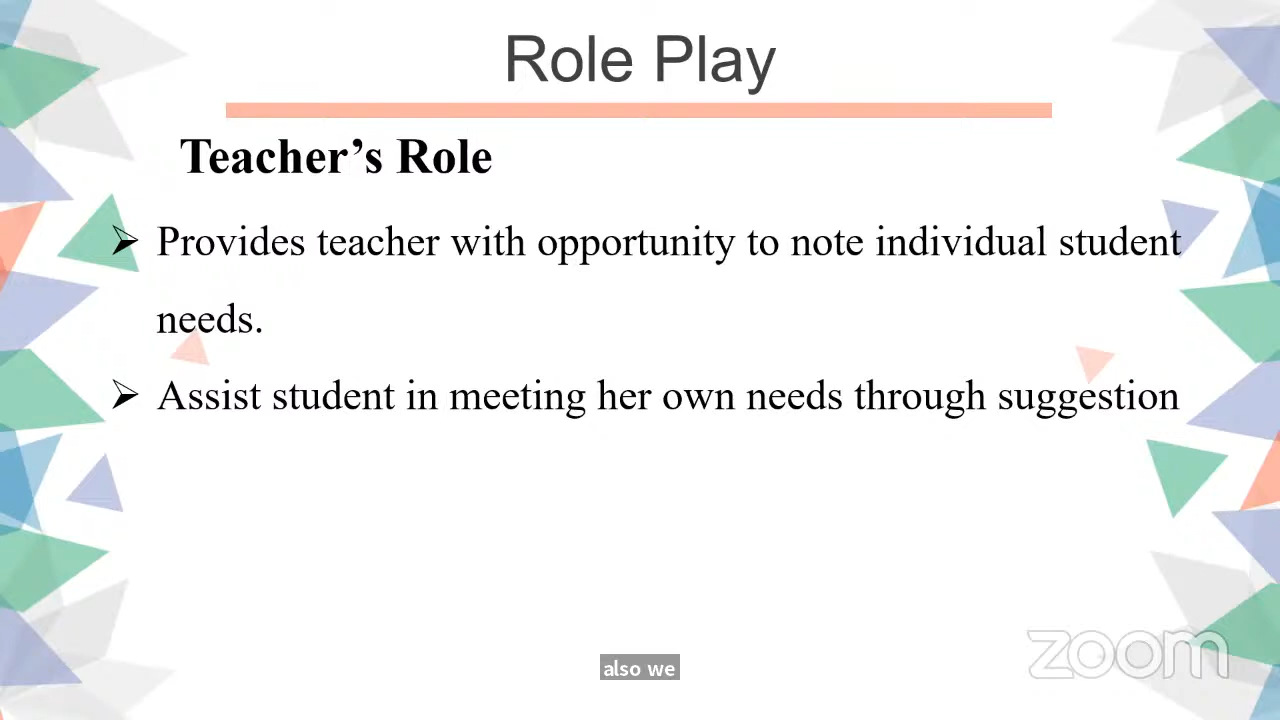 Role Play
Teacher’s Role
➢ Provides teacher with opportunity to note individual student
needs.
➢ Assist student in meeting her own needs through suggestion
zoom
also we